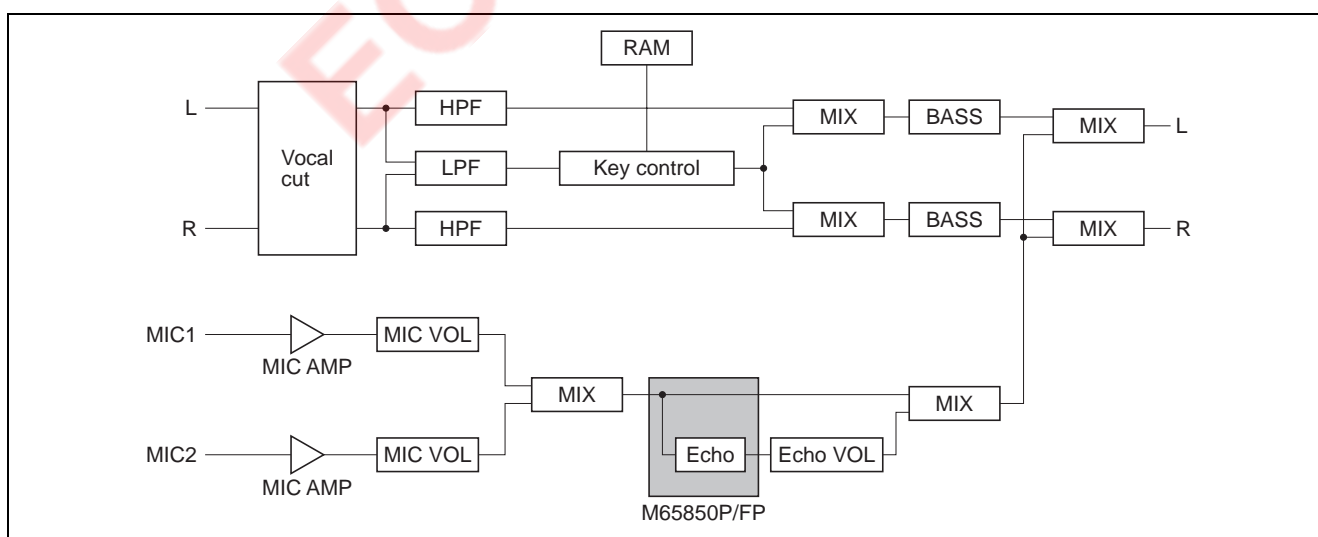 EC
RAM
L
HPF
MIX
BASS
MIX
L
Vocal
cut
LPF
Key control
R
HPF
MIX
BASS
MIX
R
MIC1
MIC AMP
MIC VOL
MIX
MIX
MIC2
MIC AMP
MIC VOL
Echo
Echo VOL
M65850P/FP